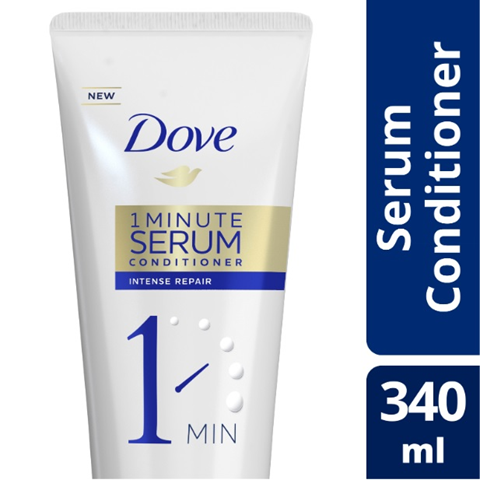 NEW
Dove
1 MINUTE
SERUM
CONDITIONER
INTENSE REPAIR
1
MIN
Serum
Conditioner
340
ml